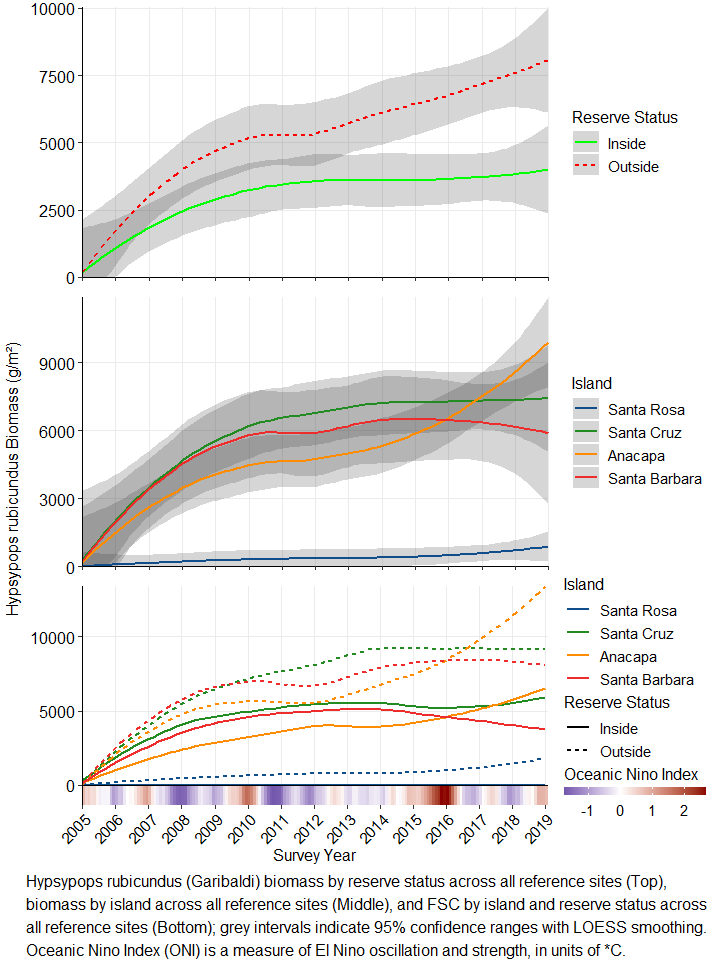 10000
7500
5000
2500
0
Reserve Status
Inside
Outside
Hypsypops rubicundus Biomass (g/m²)
9000
6000
3000
0
Island
Santa Rosa
Santa Cruz
Anacapa
Santa Barbara
10000
5000
0
Island
Santa Rosa
Santa Cruz
Anacapa
Santa Barbara
Reserve Status
Inside
Outside
Oceanic Nino Index
-1 0 1 2
2005 2006 2007 2008 2009 2010 2011 2012 2013 2014 2015 2016 2017 2018 2019
Survey Year
Hypsypops rubicundus (Garibaldi) biomass by reserve status across all reference sites (Top),
biomass by island across all reference sites (Middle), and FSC by island and reserve status across
all reference sites (Bottom); grey intervals indicate 95% confidence ranges with LOESS smoothing.
Oceanic Nino Index (ONI) is a measure of El Nino oscillation and strength, in units of *C.